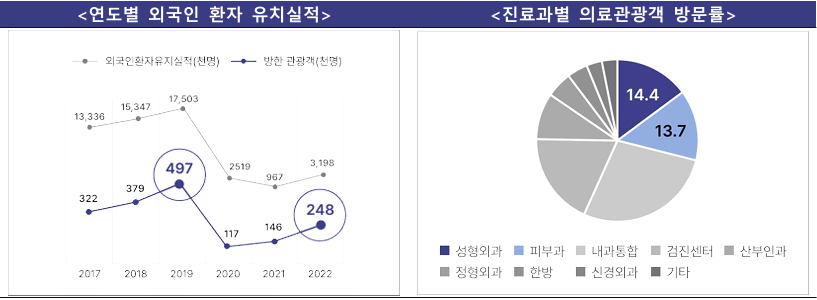 <연도별 외국인 환자 유치실적>
외국인환자유치실적(천명) 방한 관광객(천명)
17,503
15,347
13,336
497
2519
3,198
967
379
322
248
146
117
2017 2018 2019 2020 2021 2022
<진료과별 의료관광객 방문률>
14.4
13.7
성형외과 피부과 내과통합 검진센터 산부인과
정형외과 한방 신경외과 기타